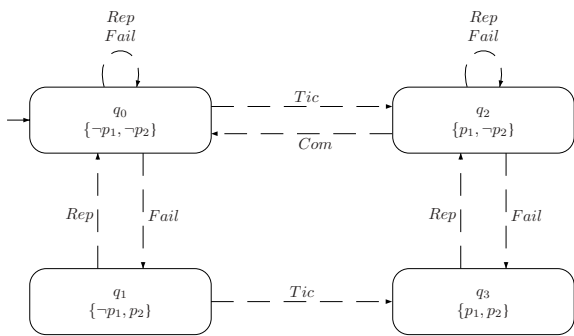 Rep
Fail
Rep
Fail
q0
{¬p1, ¬p2}
Tic
Com
q2
{p1, ¬p2}
Rep
Fail
Rep
Fail
q1
{¬p1, p2}
Tic
q3
{p1, p2}